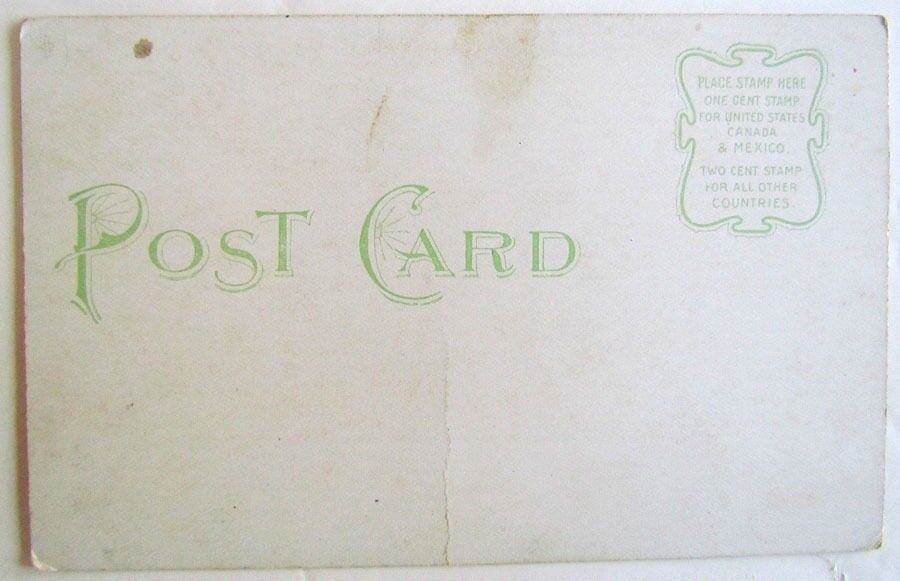 $1-
PLACE STAMP HERE
ONE CENT STAMP
FOR UNITED STATES
CANADA
& MEXICO.
TWO CENT STAMP
FOR ALL OTHER
COUNTRIES.
POST CARD